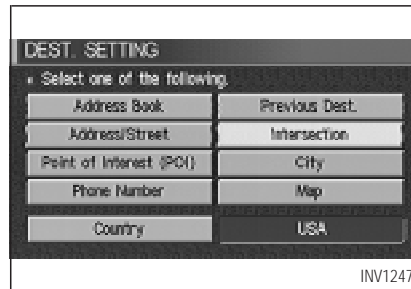 DEST. SETTING
Select one of the following.
Address Book Previous Dest.
Address/Street Intersection
Point of Interest (POI) City
Phone Number Map
Country USA
INV1247